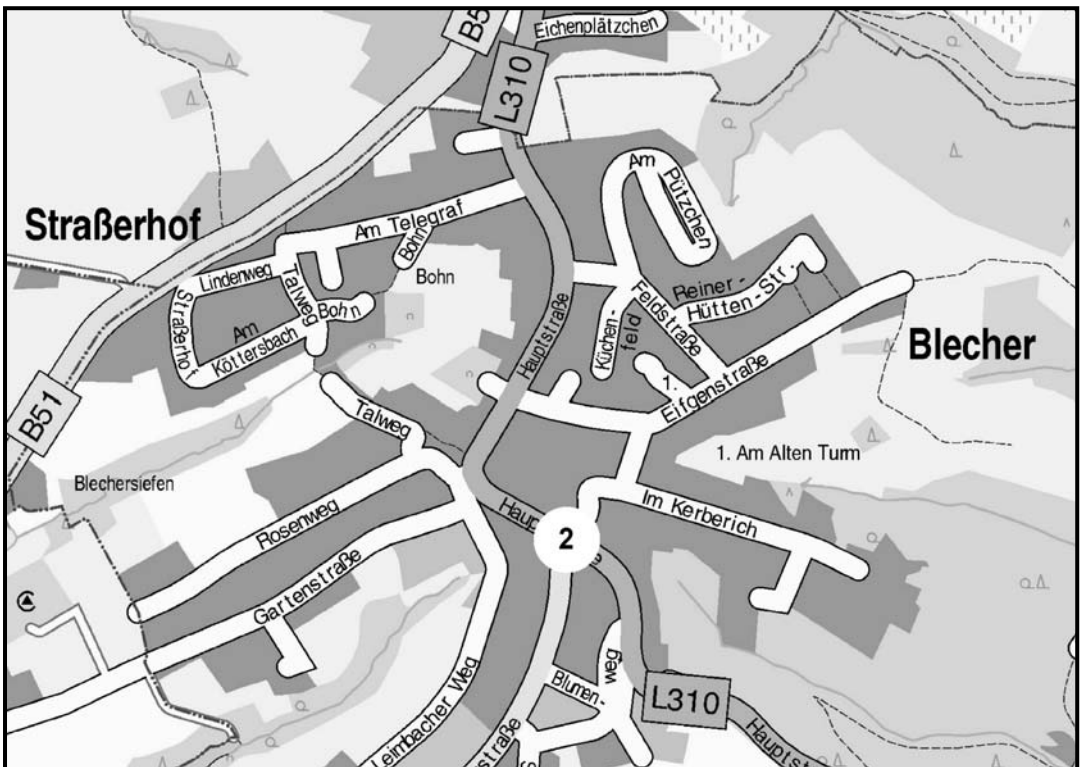 Eichenplätzchen
L310
Am
Pützchen
Straßerhof
Am Telegraf
Bohn
Bohn
Lindenweg
Talweg
Straßerhof
Am
Köttersbach
Bohn
Hauptstraße
Reiner-
Hütten-Str.
Feldstraße
Küchen-
feld
Blecher
1.
Eifgenstraße
B51
Talweg
1. Am Alten Turm
Blechersiefen
Im Kerberich
Rosenweg
2
Gartenstraße
Blumen-
weg
L310
Leimbacher Weg